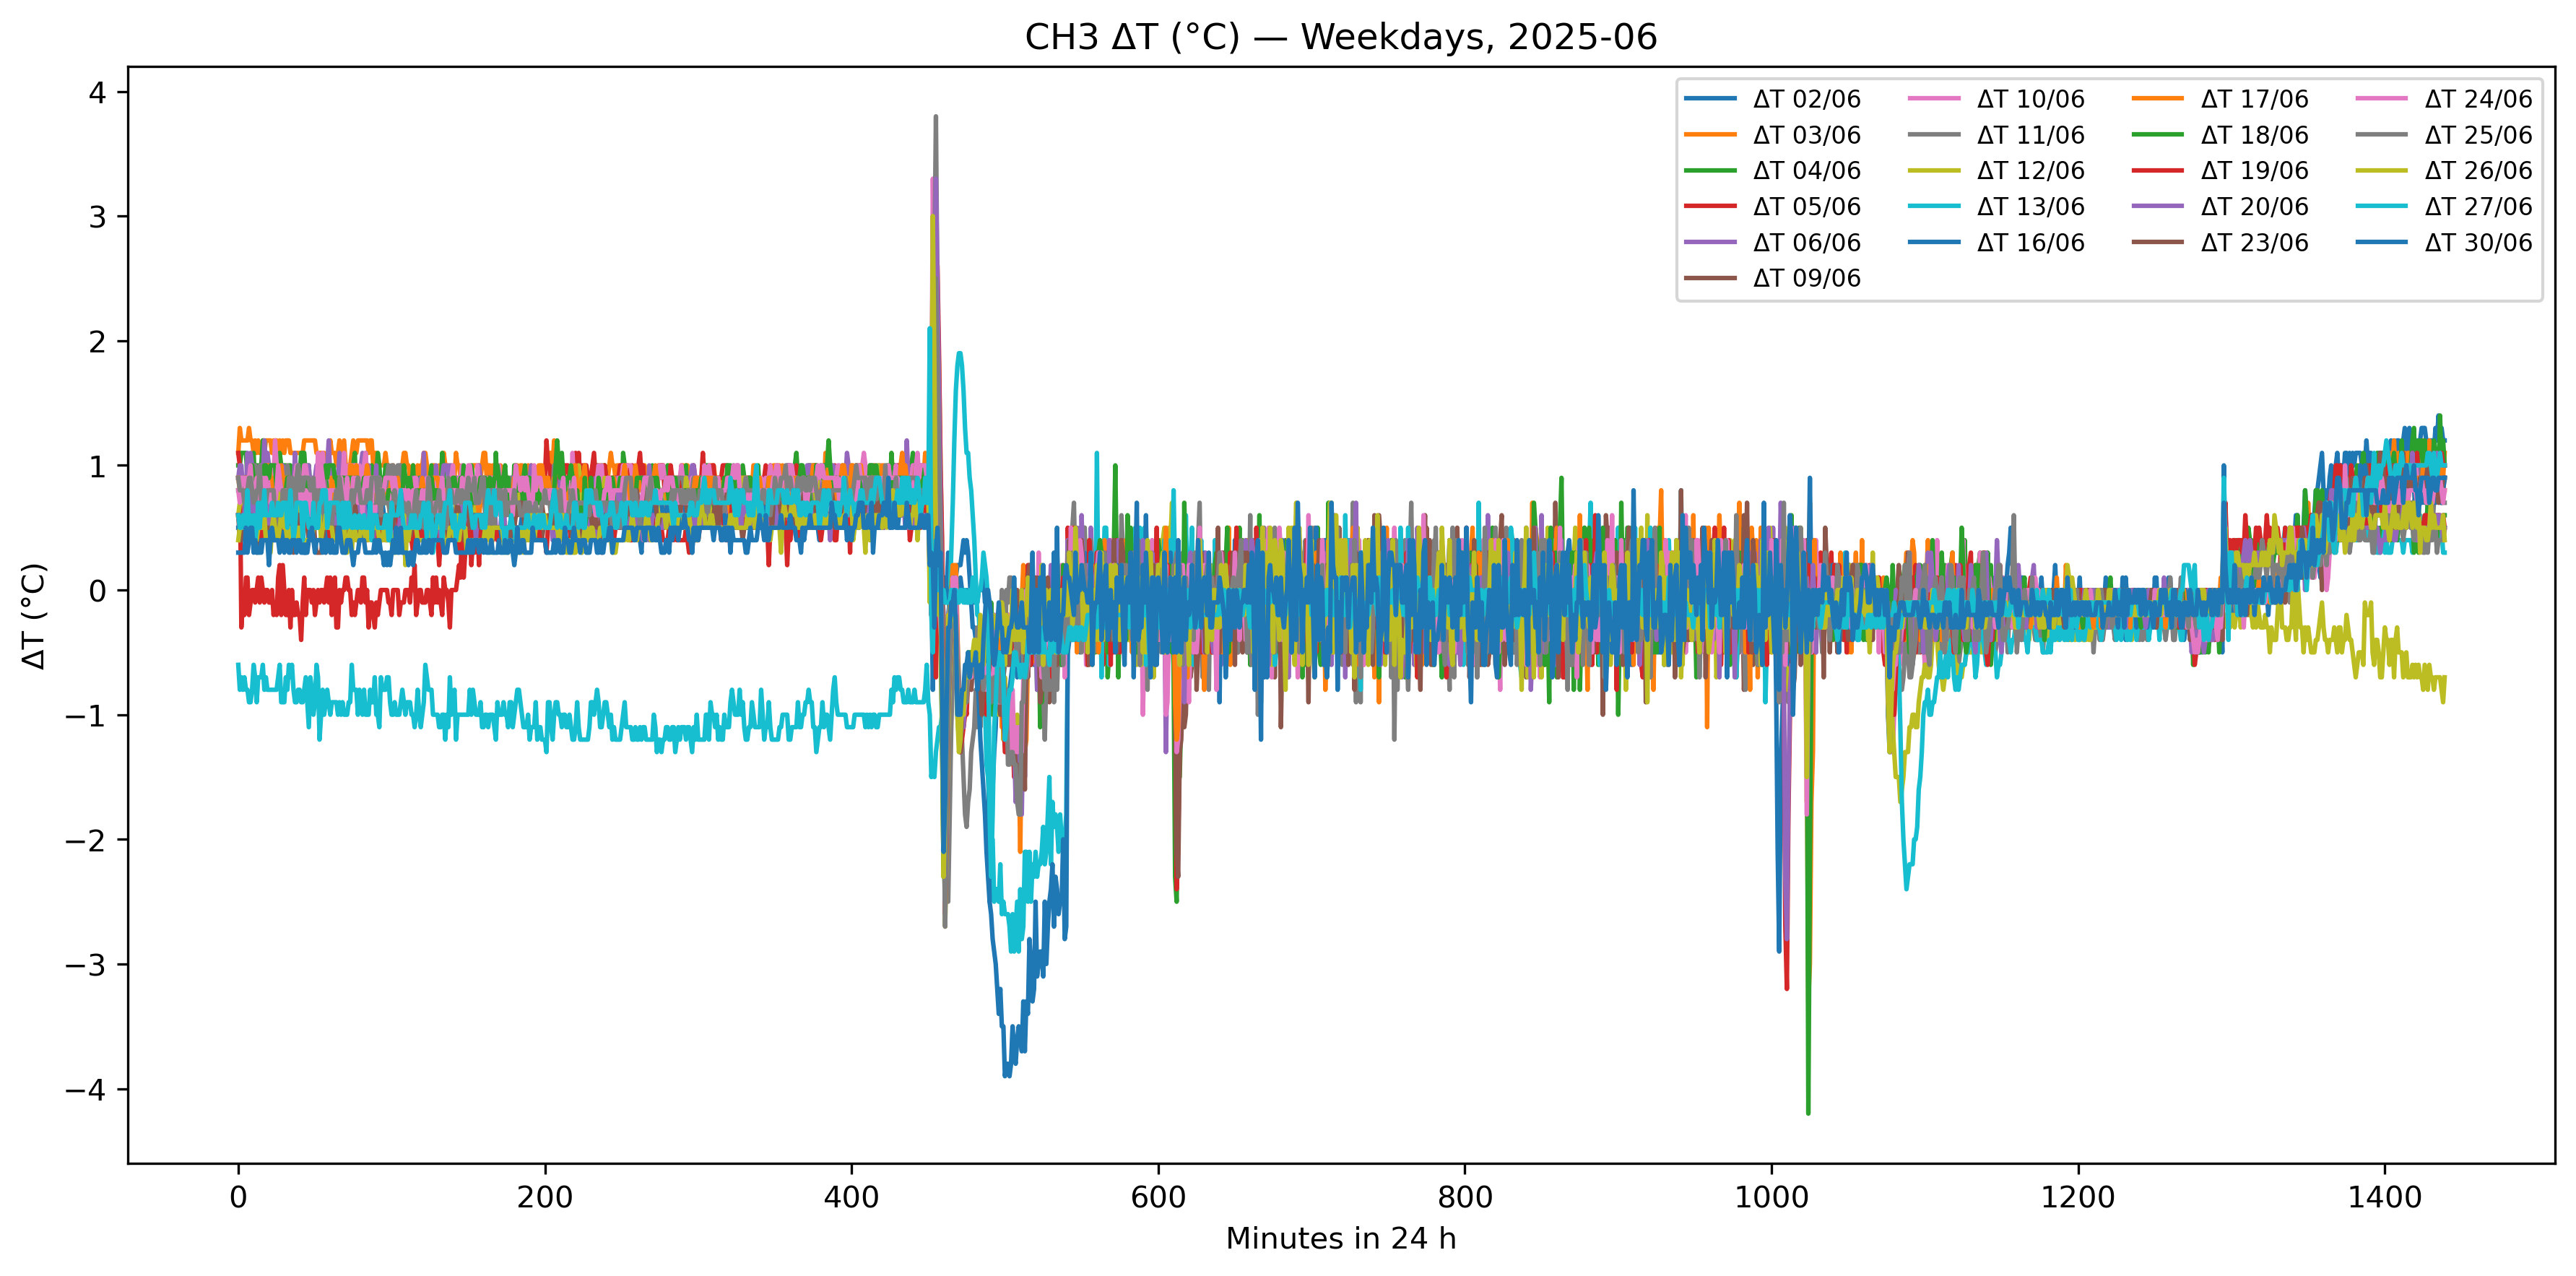 CH3 ΔT (°C) — Weekdays, 2025-06
ΔT (°C)
4
3
2
1
0
−1
−2
−3
−4
ΔT 02/06
ΔT 03/06
ΔT 04/06
ΔT 05/06
ΔT 06/06
ΔT 09/06
ΔT 10/06
ΔT 11/06
ΔT 12/06
ΔT 13/06
ΔT 16/06
ΔT 17/06
ΔT 18/06
ΔT 19/06
ΔT 20/06
ΔT 23/06
ΔT 24/06
ΔT 25/06
ΔT 26/06
ΔT 27/06
ΔT 30/06
0 200 400 600 800 1000 1200 1400
Minutes in 24 h